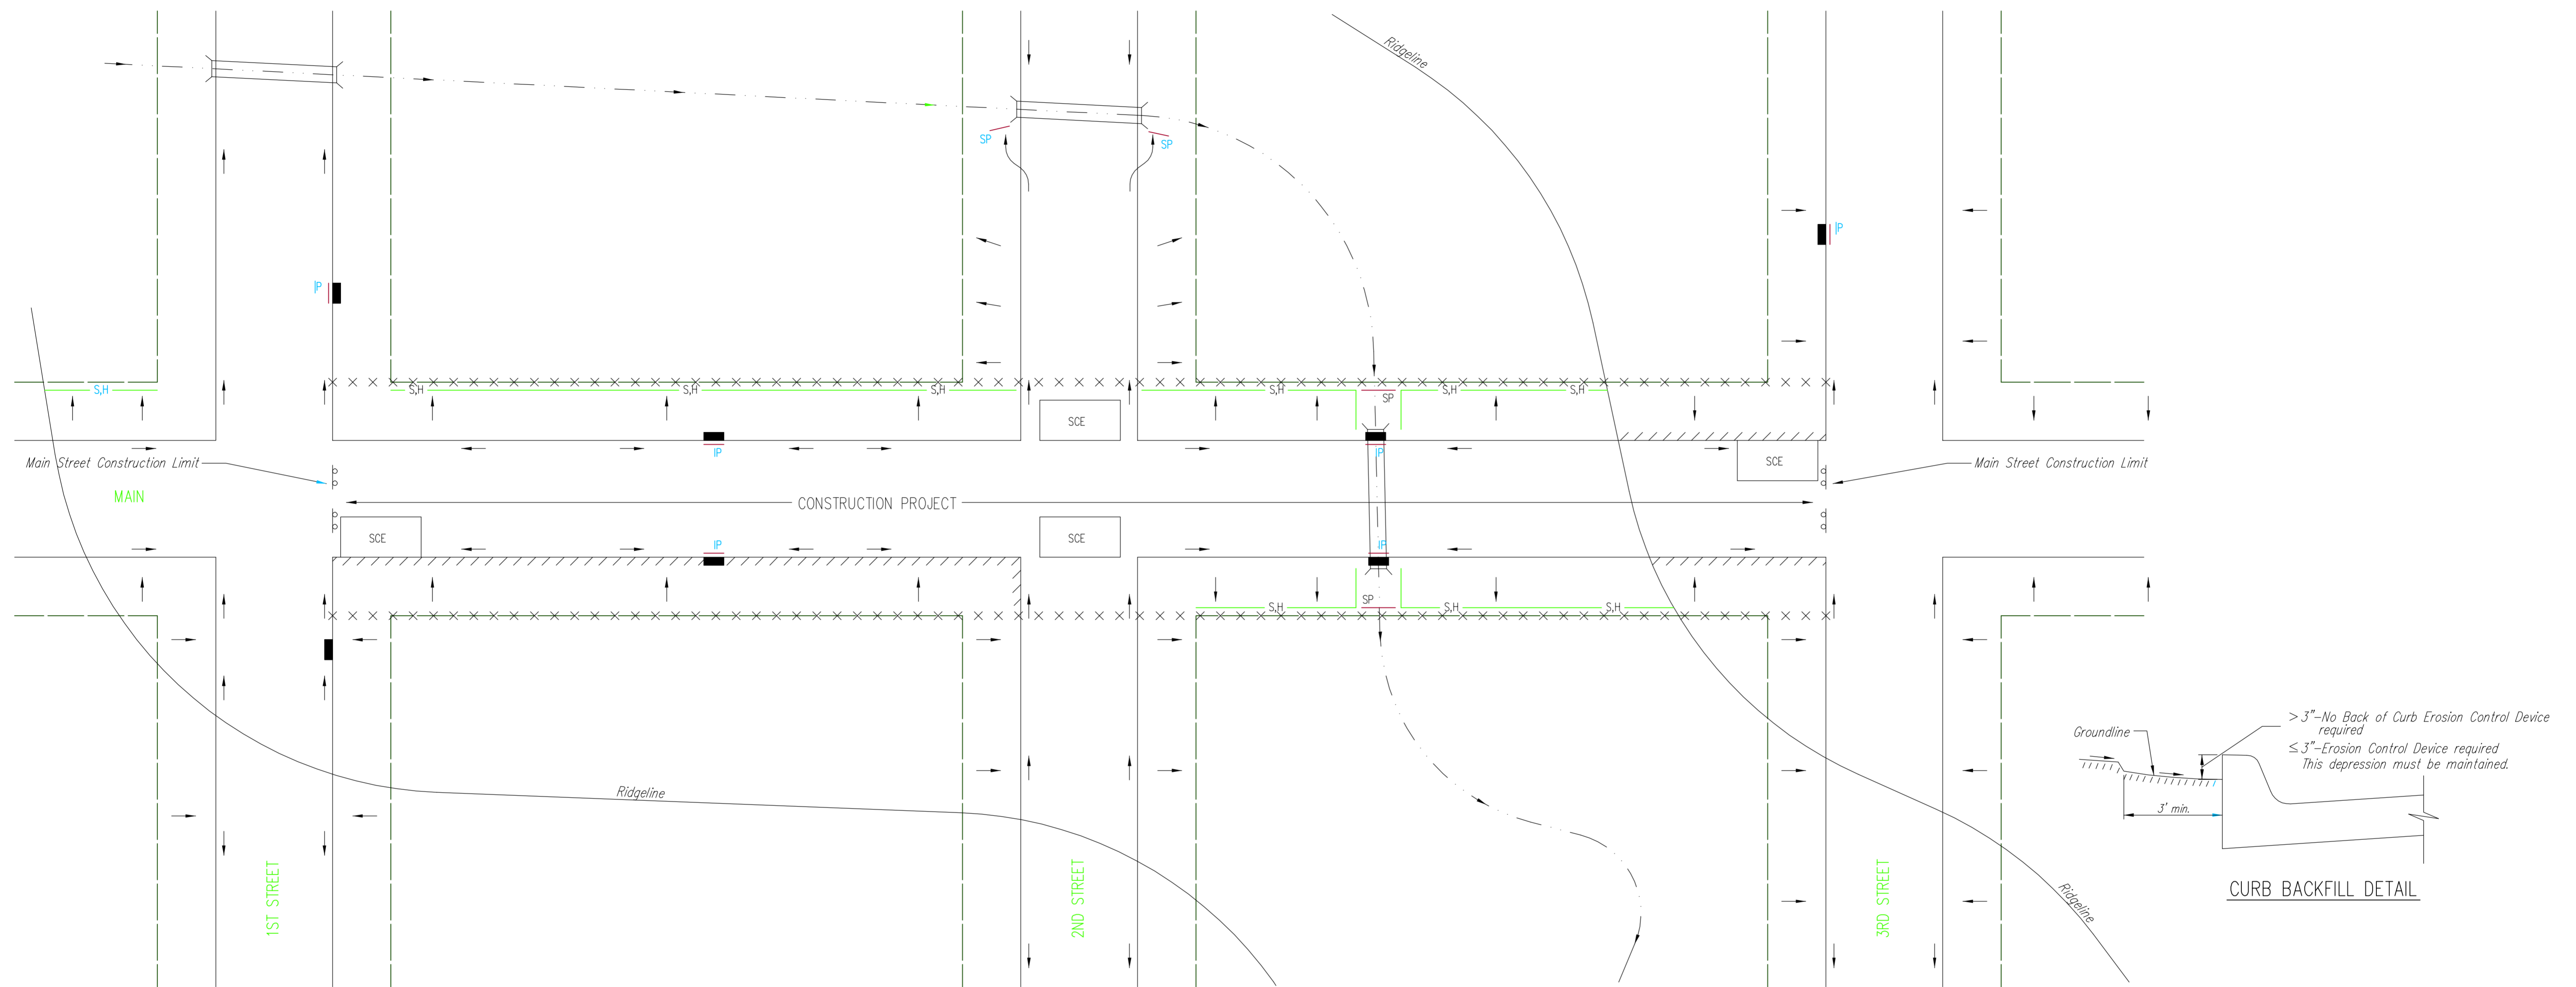 Ridgeline
SP
SP
IP
IP
S,H
S,H
S,H
S,H
S,H
S,H
S,H
SP
SCE
IP
IP
SCE
Main Street Construction Limit
Main Street Construction Limit
MAIN
CONSTRUCTION PROJECT
SCE
SCE
IP
IP
SP
S,H
S,H
S,H
Ridgeline
1ST STREET
2ND STREET
3RD STREET
Ridgeline
Groundline
> 3"-No Back of Curb Erosion Control Device
required
≤ 3"-Erosion Control Device required
This depression must be maintained.
3' min.
CURB BACKFILL DETAIL